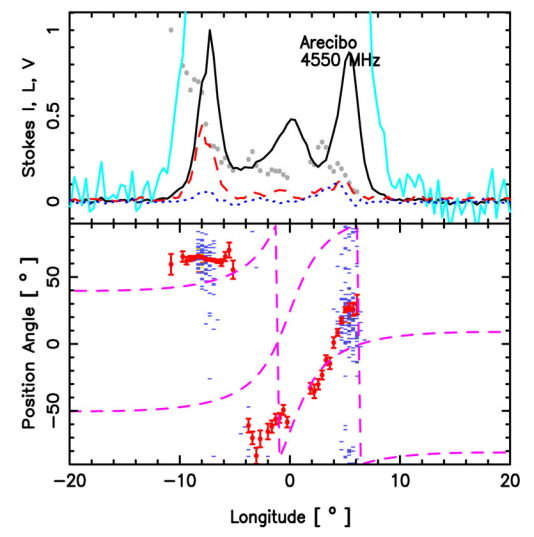 1
0.5
0
Stokes I, L, V
Arecibo
4550 MHz
50
0
−50
Position Angle [ ° ]
−20
−10
0
10
20
Longitude [ ° ]